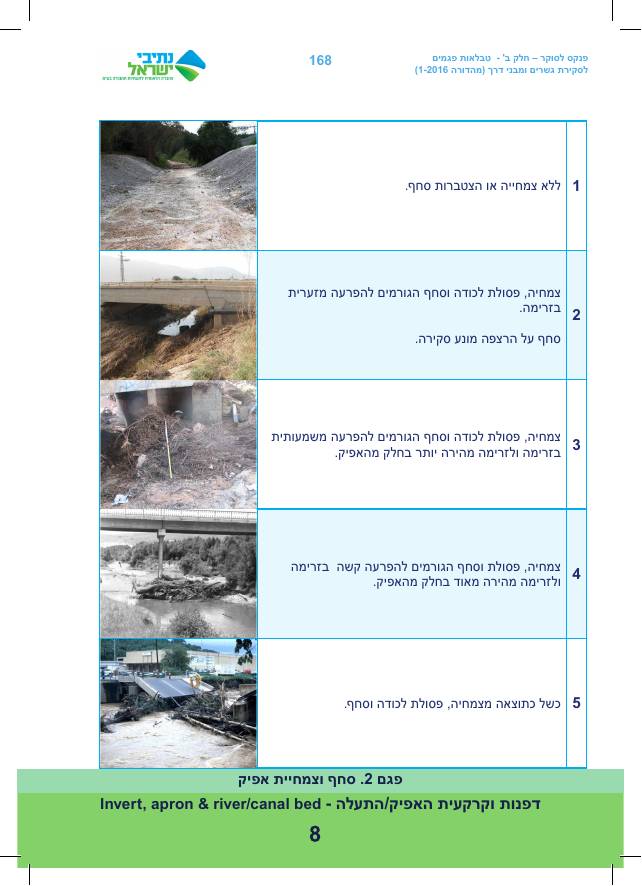 פנקס לסוקר – חלק ב' - טבלאות פגמים
לסקירת גשרים ומבני דרך (מהדורה 1-2016)
168
נתיבי
ישראל
1
ללא צמחייה או הצטברות סחף.
2
צמחיה, פסולת לכודה וסחף הגורמים להפרעה מזערית
בזרימה.
סחף על הרצפה מונע סקירה.
3
צמחיה, פסולת לכודה וסחף הגורמים להפרעה משמעותית
בזרימה ולזרימה מהירה יותר בחלק מהאפיק.
4
צמחיה, פסולת וסחף הגורמים להפרעה קשה בזרימה
ולזרימה מהירה מאוד בחלק מהאפיק.
5
כשל כתוצאה מצמחיה, פסולת לכודה וסחף.
פגם 2. סחף וצמחיית אפיק
דפנות וקרקעית האפיק/התעלה - Invert, apron & river/canal bed
8